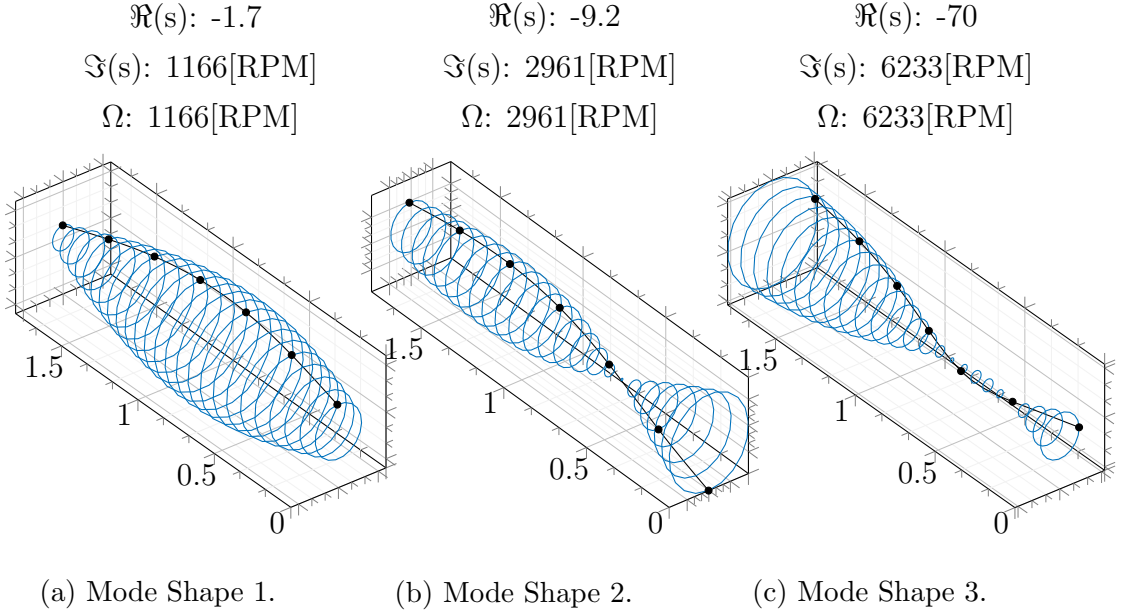 ℜ(s): -1.7
ℑ(s): 1166[RPM]
Ω: 1166[RPM]
1.5
1
0.5
0
(a) Mode Shape 1.
ℜ(s): -9.2
ℑ(s): 2961[RPM]
Ω: 2961[RPM]
1.5
1
0.5
0
(b) Mode Shape 2.
ℜ(s): -70
ℑ(s): 6233[RPM]
Ω: 6233[RPM]
1.5
1
0.5
0
(c) Mode Shape 3.